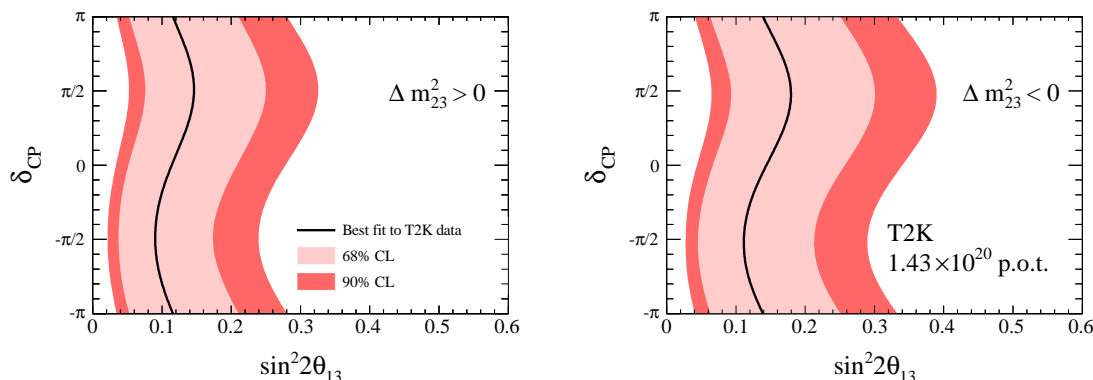 π
π/2
0
-π/2
-π
δCP
Δ m²₂₃ > 0
Best fit to T2K data
68% CL
90% CL
0 0.1 0.2 0.3 0.4 0.5 0.6
sin²2θ₁₃
π
π/2
0
-π/2
-π
δCP
Δ m²₂₃ < 0
T2K
1.43×10²⁰ p.o.t.
0 0.1 0.2 0.3 0.4 0.5 0.6
sin²2θ₁₃